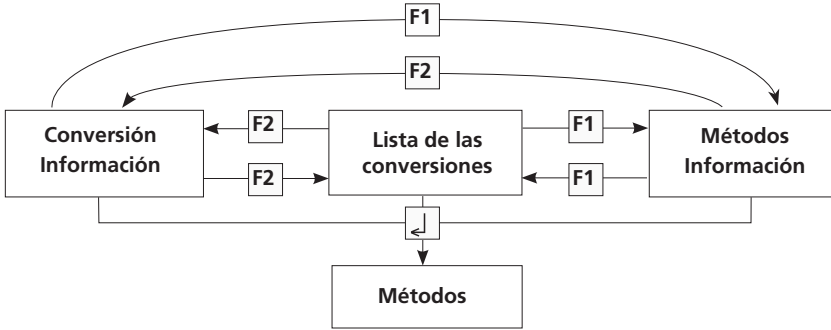 F1
F2
Conversión
Información
F2
F2
Lista de las
conversiones
F1
F1
Métodos
Información
Métodos